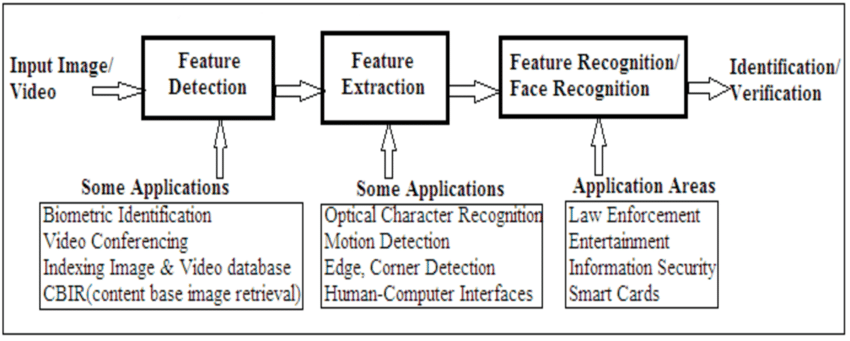 Input Image/
Video
Feature
Detection
Feature
Extraction
Feature Recognition/
Face Recognition
Identification/
Verification
Some Applications
Biometric Identification
Video Conferencing
Indexing Image & Video database
CBIR(content base image retrieval)
Some Applications
Optical Character Recognition
Motion Detection
Edge, Corner Detection
Human-Computer Interfaces
Application Areas
Law Enforcement
Entertainment
Information Security
Smart Cards